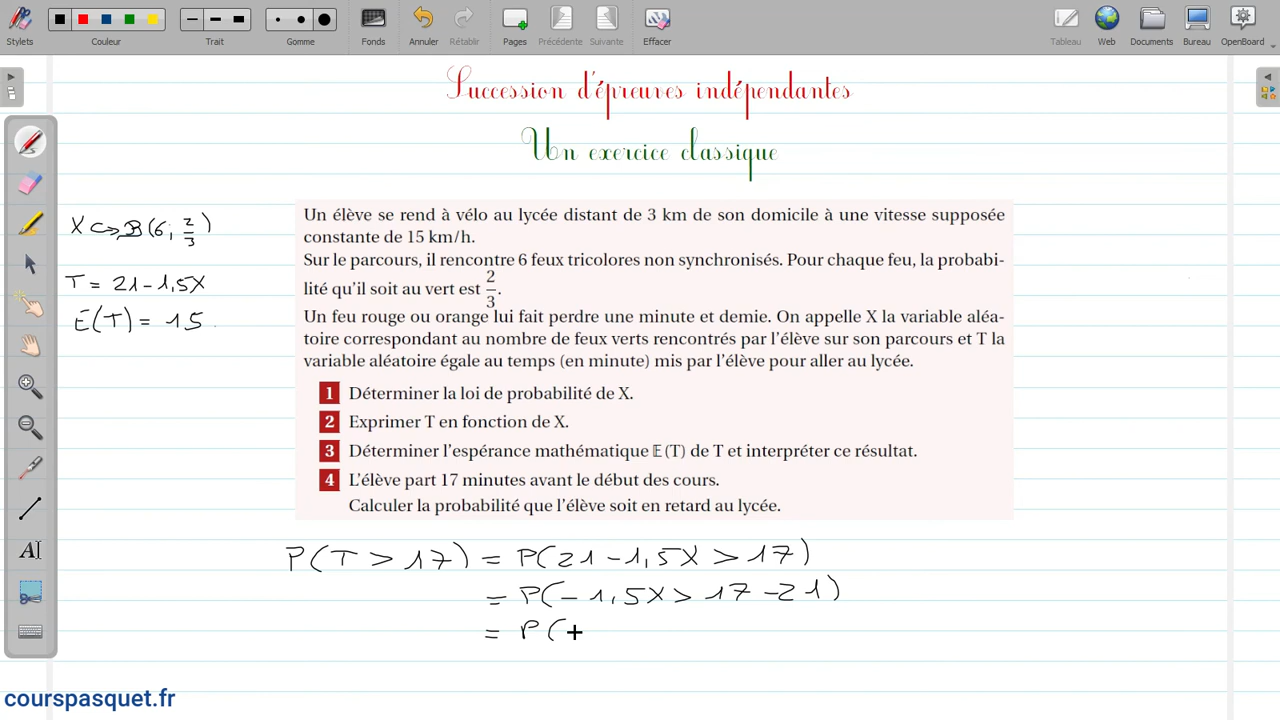 Stylets Couleur Trait Gomme Fonds Annuler Rétablir Pages Précédente Suivante Effacer Tableau Web Documents Bureau OpenBoard
Succession d'épreuves indépendantes
Un exercice classique
X ↪ B(6; 2/3)
T = 21 - 1,5X
E(T) = 15
Un élève se rend à vélo au lycée distant de 3 km de son domicile à une vitesse supposée
constante de 15 km/h.
Sur le parcours, il rencontre 6 feux tricolores non synchronisés. Pour chaque feu, la probabi-
lité qu'il soit au vert est 2/3.
Un feu rouge ou orange lui fait perdre une minute et demie. On appelle X la variable aléa-
toire correspondant au nombre de feux verts rencontrés par l'élève sur son parcours et T la
variable aléatoire égale au temps (en minute) mis par l'élève pour aller au lycée.
1 Déterminer la loi de probabilité de X.
2 Exprimer T en fonction de X.
3 Déterminer l'espérance mathématique 𝔼(T) de T et interpréter ce résultat.
4 L'élève part 17 minutes avant le début des cours.
Calculer la probabilité que l'élève soit en retard au lycée.
P(T > 17) = P(21 - 1,5X > 17)
= P(- 1,5X > 17 - 21)
= P(
AI
courspasquet.fr